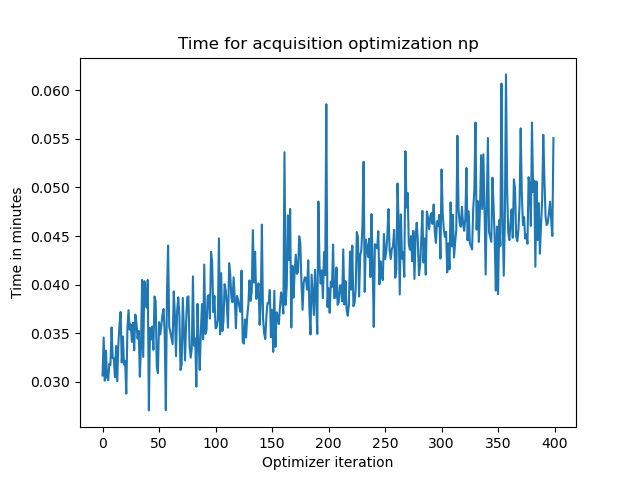 Time for acquisition optimization np
Time in minutes
0.060
0.055
0.050
0.045
0.040
0.035
0.030
0 50 100 150 200 250 300 350 400
Optimizer iteration